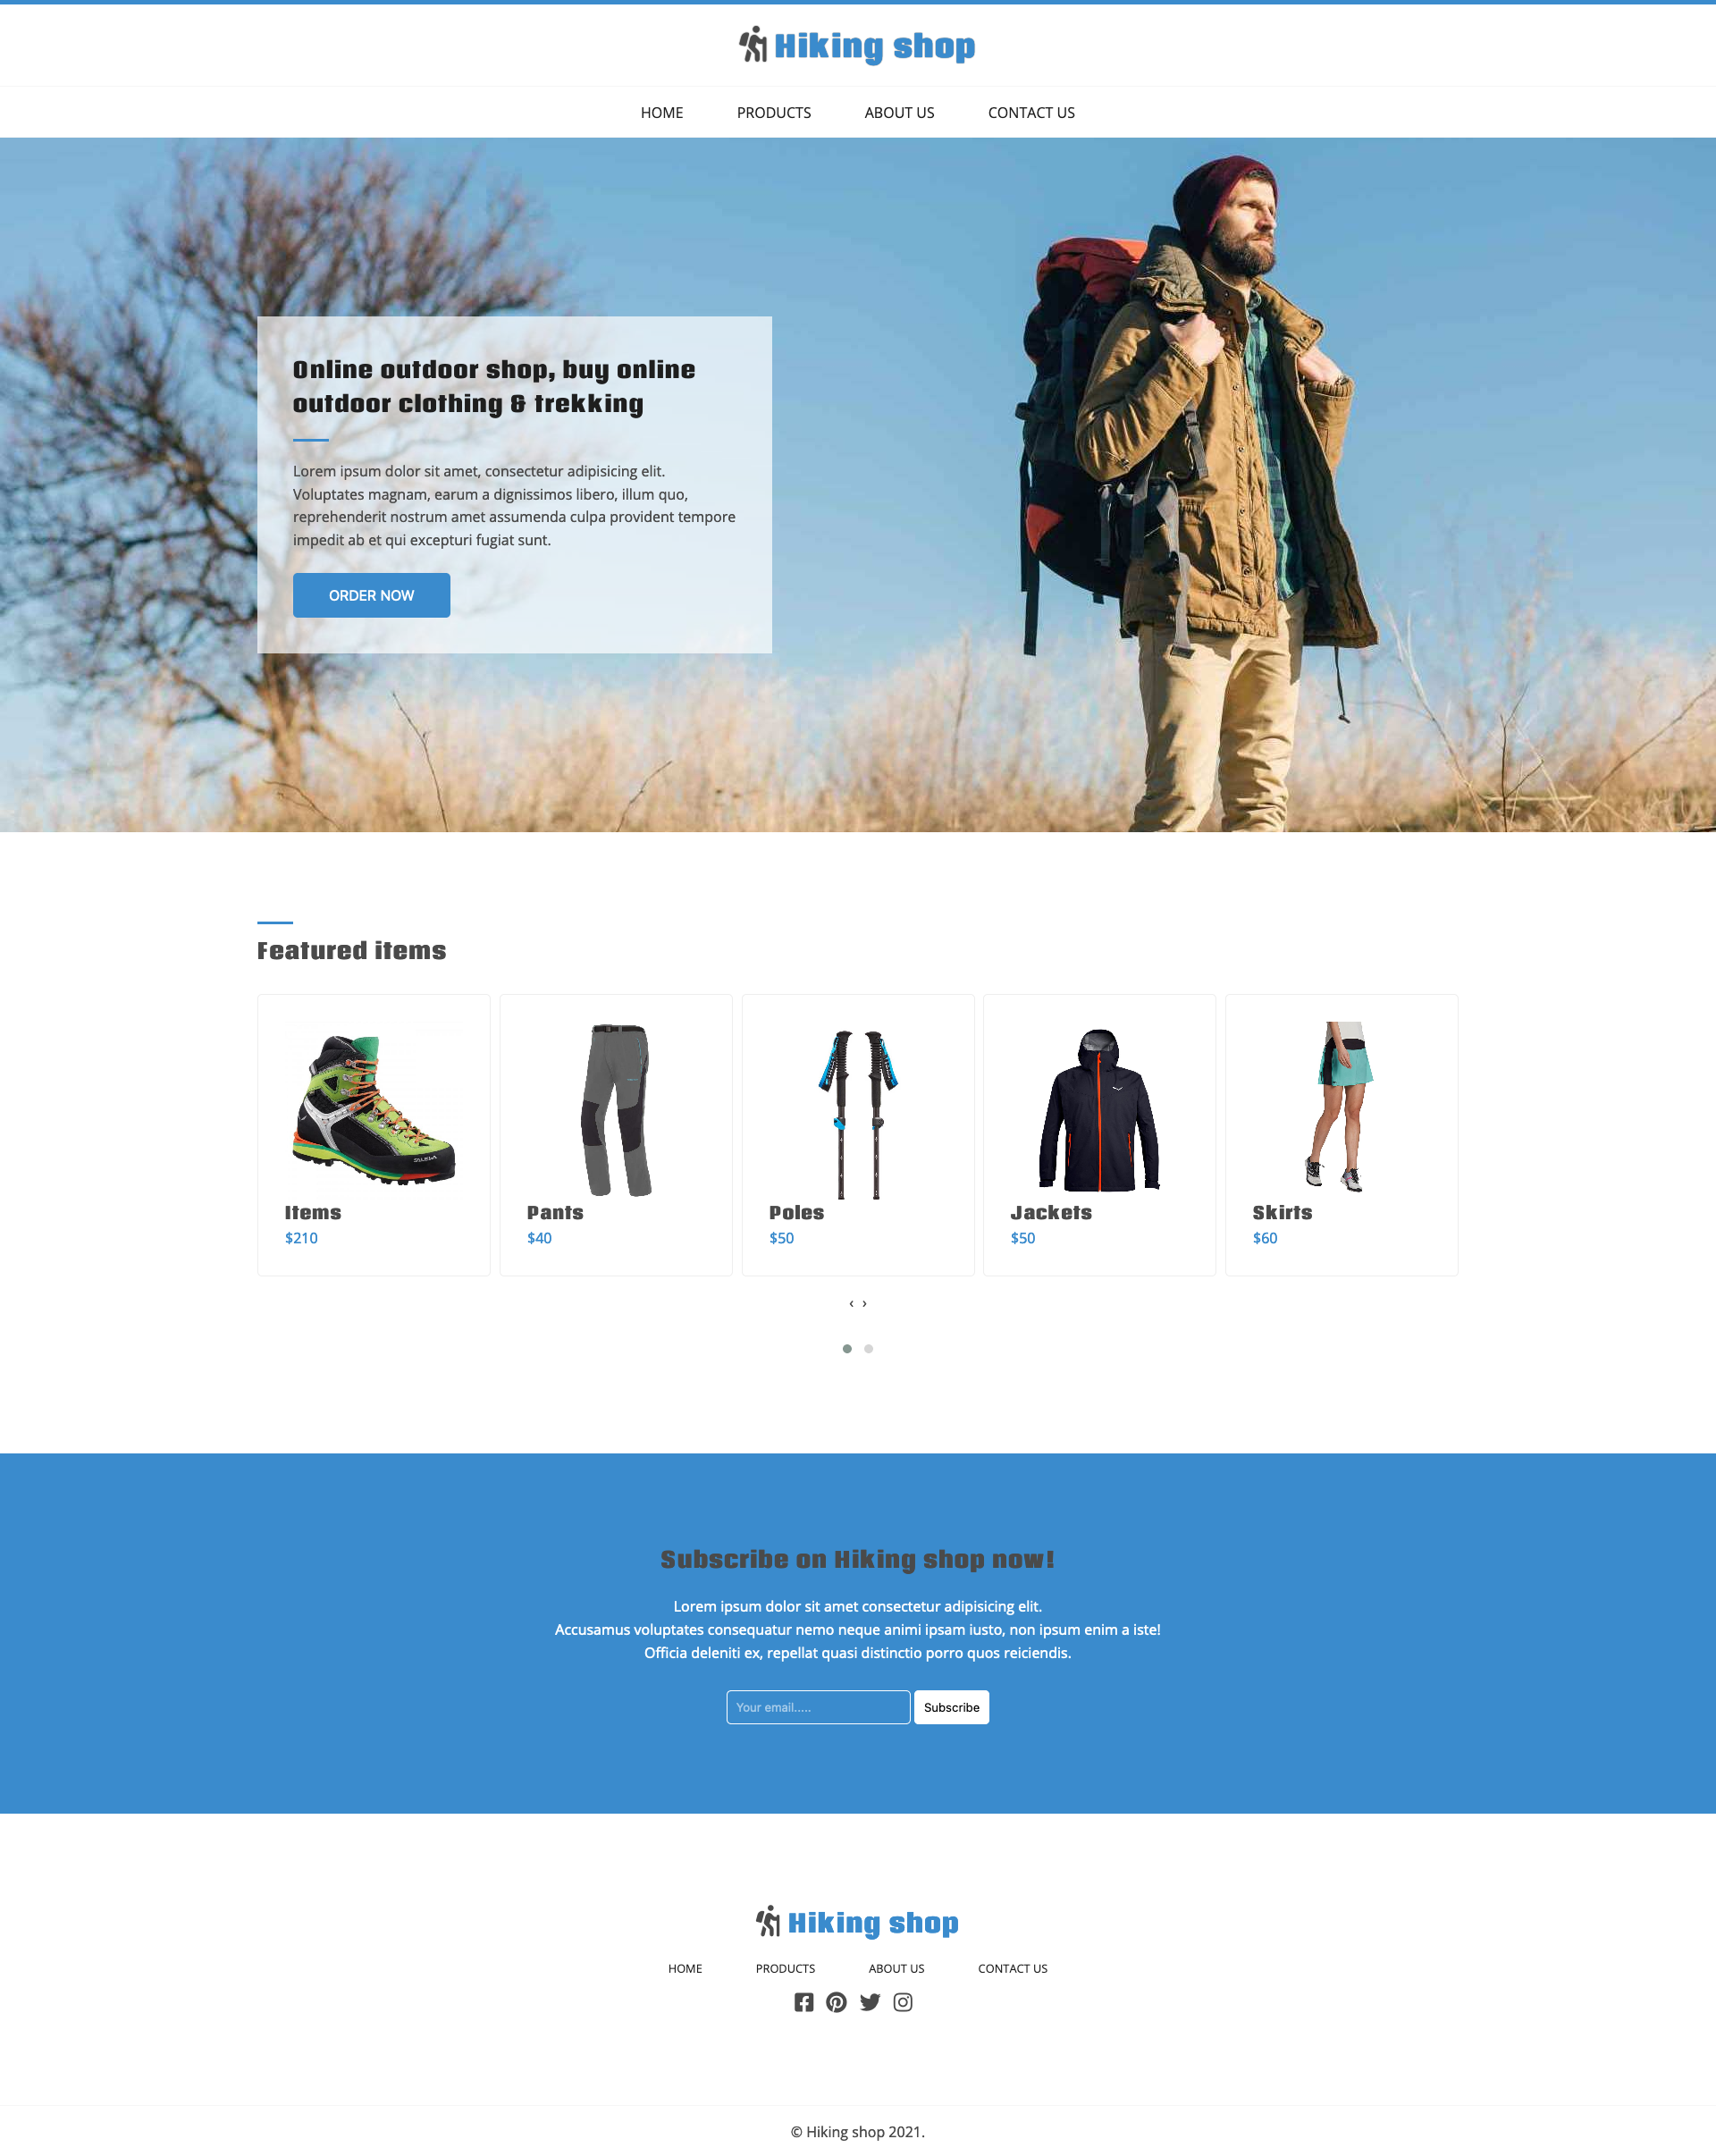 Hiking shop
HOME PRODUCTS ABOUT US CONTACT US
Online outdoor shop, buy online
outdoor clothing & trekking
Lorem ipsum dolor sit amet, consectetur adipisicing elit.
Voluptates magnam, earum a dignissimos libero, illum quo,
reprehenderit nostrum amet assumenda culpa provident tempore
impedit ab et qui excepturi fugiat sunt.
ORDER NOW
Featured items
SALEWA
Items
$210
Pants
$40
Poles
$50
Jackets
$50
Skirts
$60
‹ ›
Subscribe on Hiking shop now!
Lorem ipsum dolor sit amet consectetur adipisicing elit.
Accusamus voluptates consequatur nemo neque animi ipsam iusto, non ipsum enim a iste!
Officia deleniti ex, repellat quasi distinctio porro quos reiciendis.
Your email.....
Subscribe
Hiking shop
HOME PRODUCTS ABOUT US CONTACT US
© Hiking shop 2021.